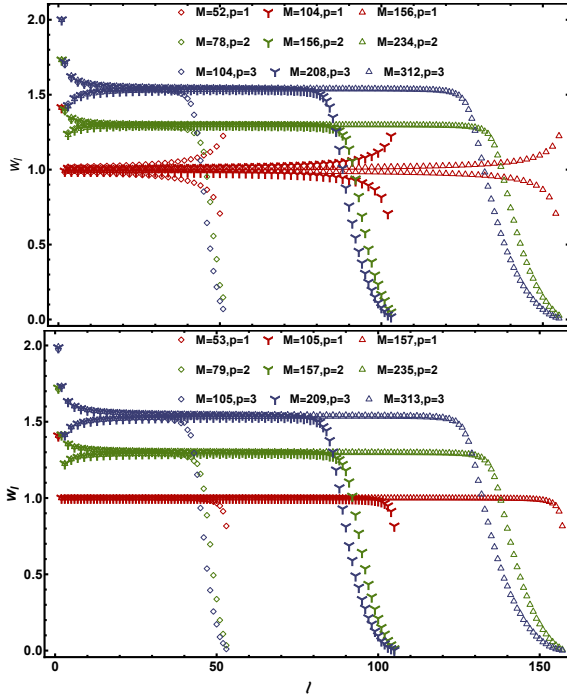 M=52,p=1 M=104,p=1 M=156,p=1
M=78,p=2 M=156,p=2 M=234,p=2
M=104,p=3 M=208,p=3 M=312,p=3
2.0
1.5
w_l
1.0
0.5
0.0
M=53,p=1 M=105,p=1 M=157,p=1
M=79,p=2 M=157,p=2 M=235,p=2
M=105,p=3 M=209,p=3 M=313,p=3
2.0
1.5
w_l
1.0
0.5
0.0
0 50 100 150
l